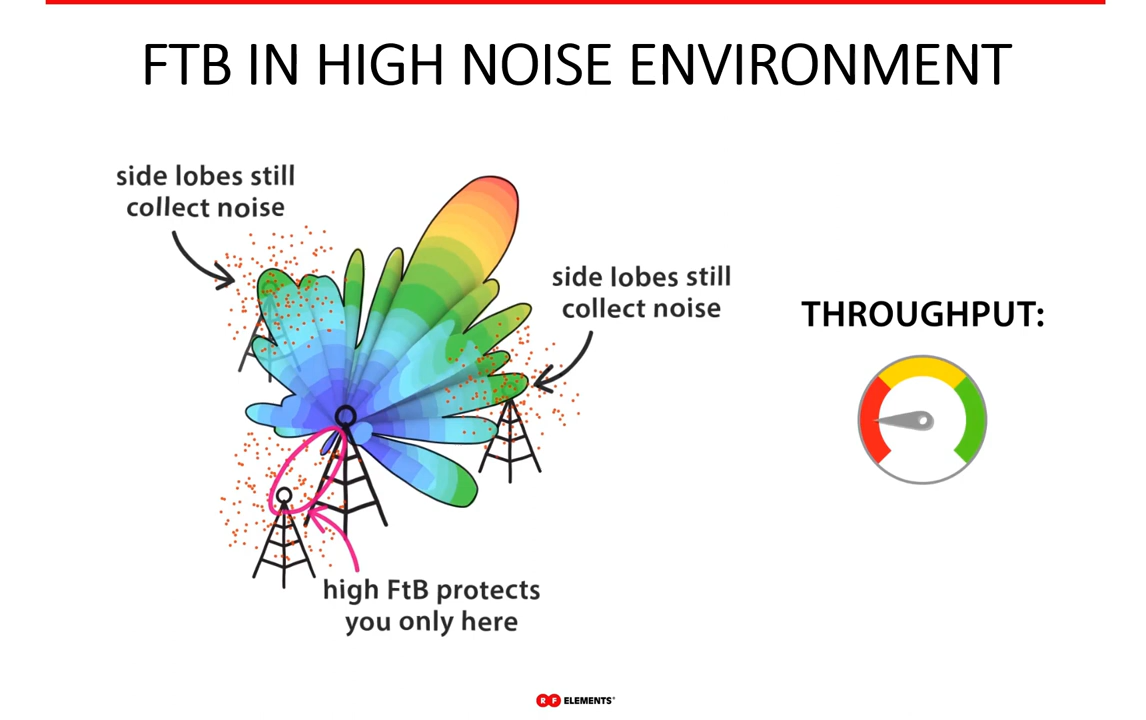 FTB IN HIGH NOISE ENVIRONMENT
side lobes still
collect noise
side lobes still
collect noise
THROUGHPUT:
high FtB protects
you only here
RF ELEMENTS